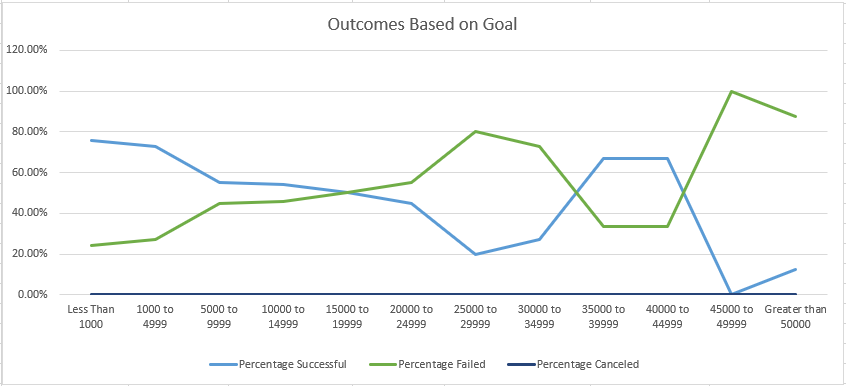 Outcomes Based on Goal
120.00%
100.00%
80.00%
60.00%
40.00%
20.00%
0.00%
Less Than
1000
1000 to
4999
5000 to
9999
10000 to
14999
15000 to
19999
20000 to
24999
25000 to
29999
30000 to
34999
35000 to
39999
40000 to
44999
45000 to
49999
Greater than
50000
Percentage Successful
Percentage Failed
Percentage Canceled